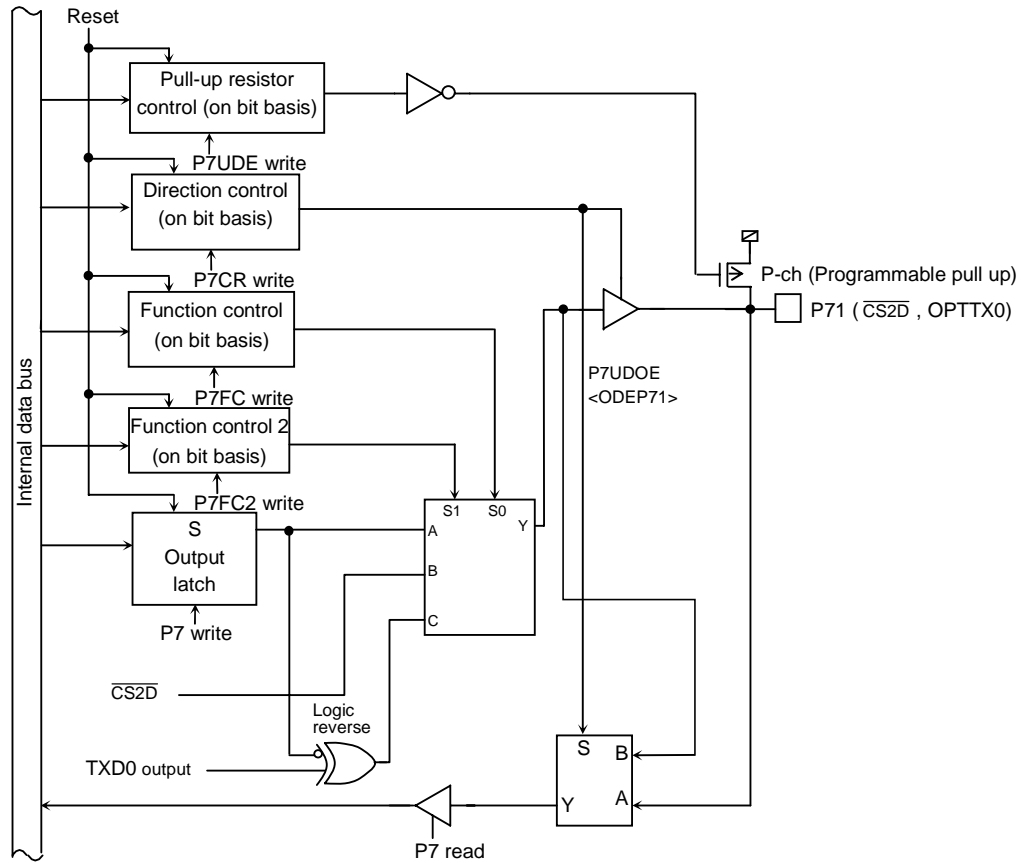 Reset
Internal data bus
Pull-up resistor
control (on bit basis)
P7UDE write
Direction control
(on bit basis)
P7CR write
Function control
(on bit basis)
P7FC write
Function control 2
(on bit basis)
P7FC2 write
S
Output
latch
P7 write
P-ch (Programmable pull up)
P71 (CS2D , OPTTX0)
P7UDOE
<ODEP71>
S1 S0
Y
A
B
C
CS2D
Logic
reverse
TXD0 output
S
B
Y
A
P7 read